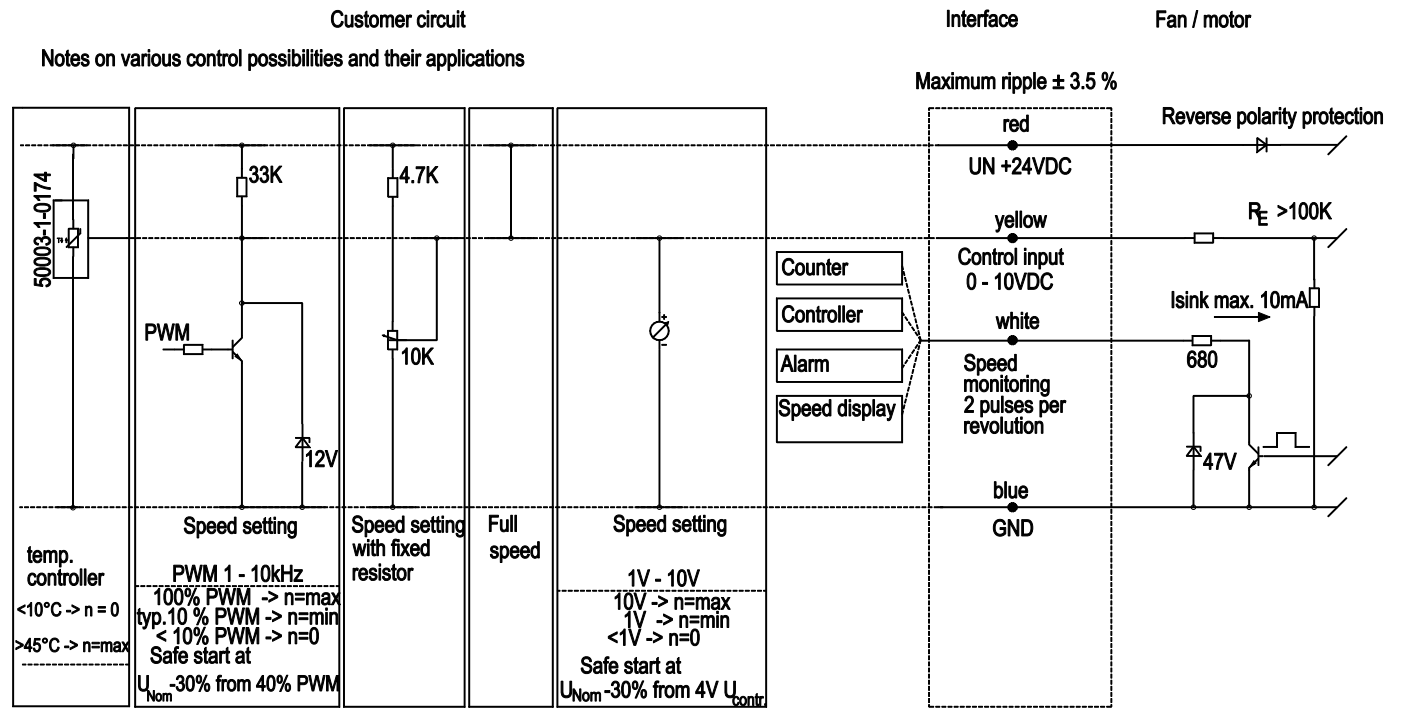 Customer circuit
Interface
Fan / motor
Notes on various control possibilities and their applications
Maximum ripple ± 3.5 %
50003-1-0174
temp.
controller
<10°C -> n = 0
>45°C -> n=max
33K
PWM
12V
Speed setting
PWM 1 - 10kHz
100% PWM -> n=max
typ.10 % PWM -> n=min
< 10% PWM -> n=0
Safe start at
UNom-30% from 40% PWM
4.7K
10K
Speed setting
with fixed
resistor
Full
speed
+
–
Speed setting
1V - 10V
10V -> n=max
1V -> n=min
<1V -> n=0
Safe start at
UNom-30% from 4V Ucontr.
Counter
Controller
Alarm
Speed display
red
UN +24VDC
yellow
Control input
0 - 10VDC
white
Speed
monitoring
2 pulses per
revolution
blue
GND
Reverse polarity protection
RE >100K
Isink max. 10mA
680
47V